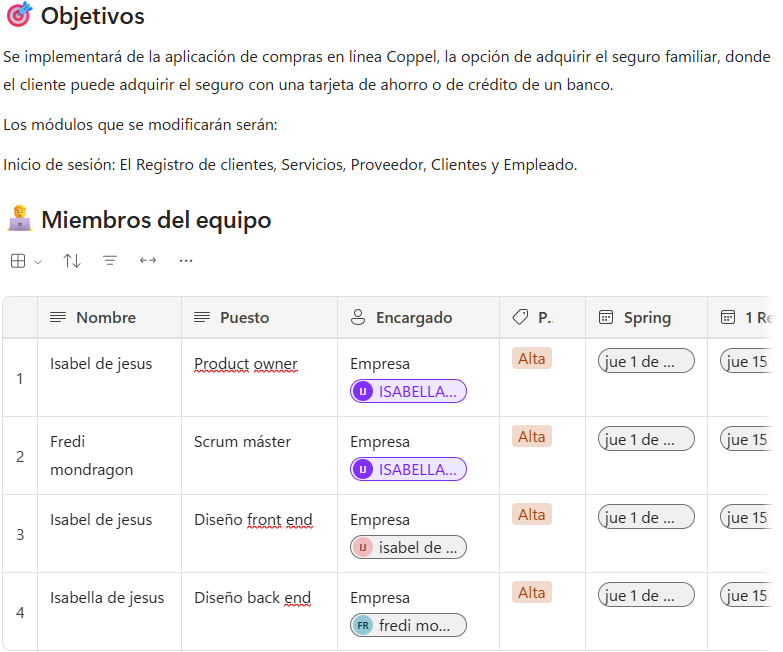 Objetivos
Se implementará de la aplicación de compras en línea Coppel, la opción de adquirir el seguro familiar, donde
el cliente puede adquirir el seguro con una tarjeta de ahorro o de crédito de un banco.
Los módulos que se modificarán serán:
Inicio de sesión: El Registro de clientes, Servicios, Proveedor, Clientes y Empleado.
Miembros del equipo
Nombre Puesto Encargado P.. Spring 1 Re
1 Isabel de jesus Product owner Empresa Alta jue 1 de ... jue 15
IJ ISABELLA...
2 Fredi Scrum máster Empresa Alta jue 1 de ... jue 15
mondragon IJ ISABELLA...
3 Isabel de jesus Diseño front end Empresa Alta jue 1 de ... jue 15
IJ isabel de ...
4 Isabella de jesus Diseño back end Empresa Alta jue 1 de ... jue 15
FR fredi mo...